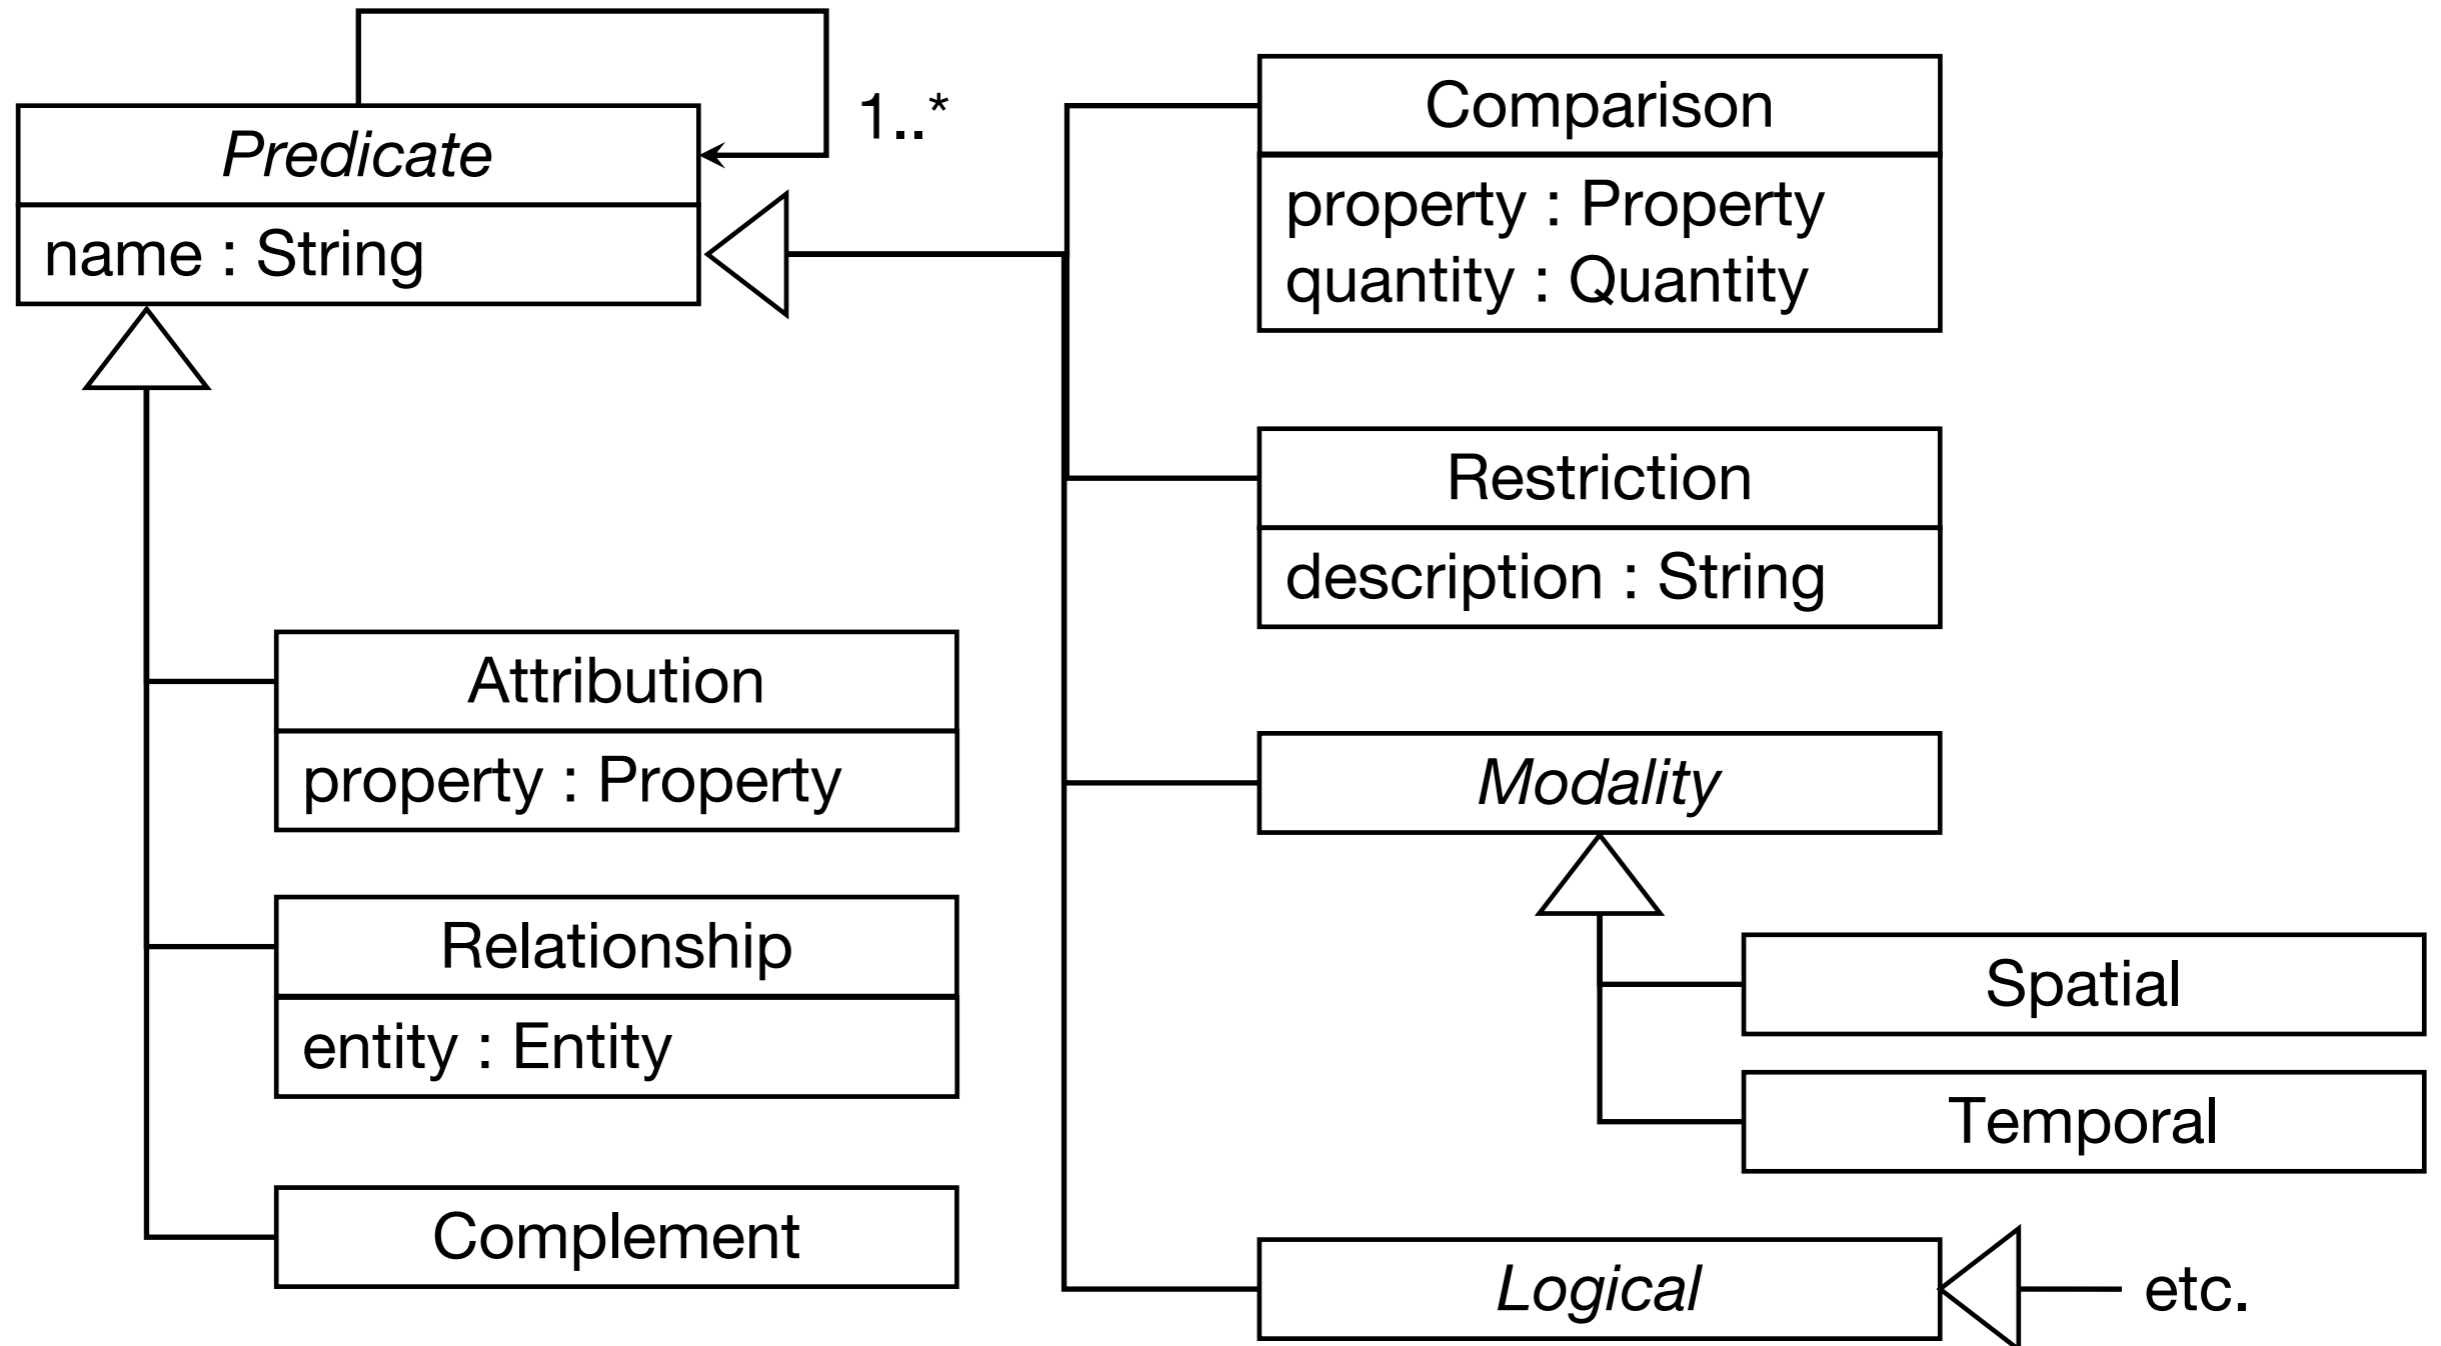 Predicate
name : String
1..*
Comparison
property : Property
quantity : Quantity
Restriction
description : String
Attribution
property : Property
Relationship
entity : Entity
Complement
Modality
Spatial
Temporal
Logical
etc.